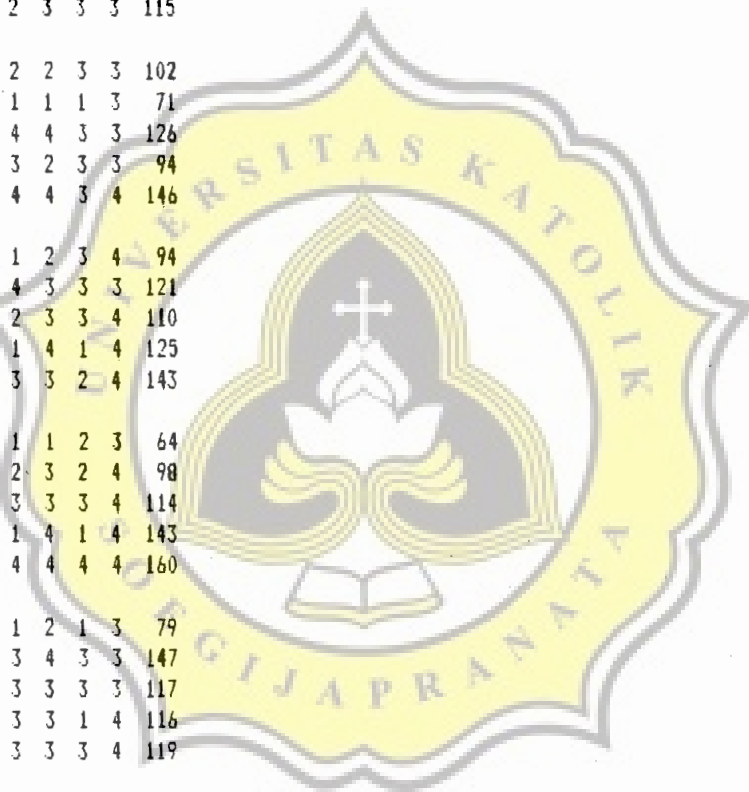 2 3 3 3 115
2 2 3 3 102
1 1 1 3 71
4 4 3 3 126
3 2 3 3 94
4 4 3 4 146
1 2 3 4 94
4 3 3 3 121
2 3 3 4 110
1 4 1 4 125
3 3 2 4 143
1 1 2 3 64
2 3 2 4 98
3 3 3 4 114
1 4 1 4 143
4 4 4 4 160
1 2 1 3 79
3 4 3 3 147
3 3 3 3 117
3 3 1 4 116
3 3 3 4 119
UNIVERSITAS KATOLIK
SOEGIJAPRANATA